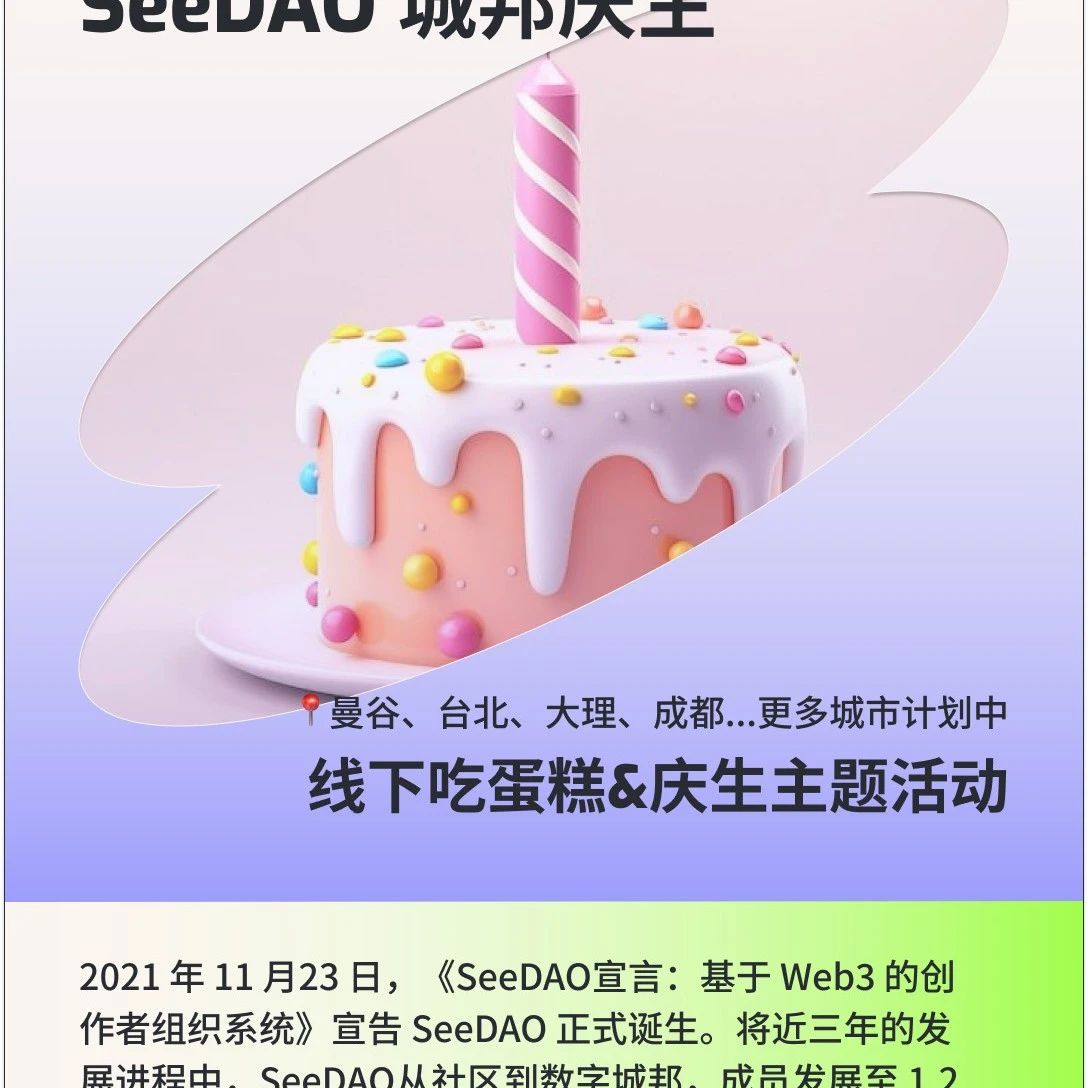 SeeDAO 城邦庆生
曼谷、台北、大理、成都...更多城市计划中
线下吃蛋糕&庆生主题活动
2021 年 11 月23 日，《SeeDAO宣言：基于 Web3 的创
作者组织系统》宣告 SeeDAO 正式诞生。将近三年的发
展进程中，SeeDAO从社区到数字城邦，成员发展至 1.2